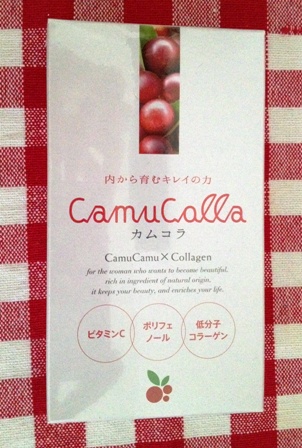 内から育むキレイの力
CamuColla
カムコラ
CamuCamu×Collagen
for the woman who wants to become beautiful,
rich in ingredient of natural origin,
it keeps your beauty, and enriches your life.
ビタミンC
ポリフェ
ノール
低分子
コラーゲン